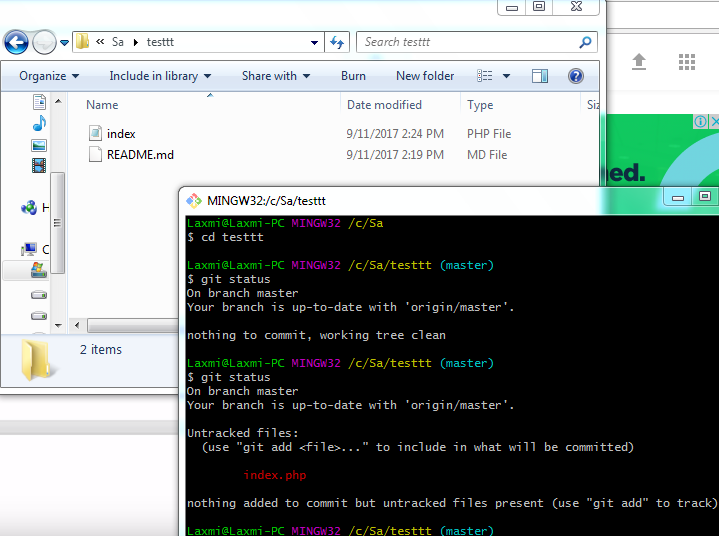 « Sa ▸ testtt
Search testtt
Organize Include in library Share with Burn New folder
Name Date modified Type
index 9/11/2017 2:24 PM PHP File
README.md 9/11/2017 2:19 PM MD File
H
C
2 items
MINGW32:/c/Sa/testtt
Laxmi@Laxmi-PC MINGW32 /c/Sa
$ cd testtt
Laxmi@Laxmi-PC MINGW32 /c/Sa/testtt (master)
$ git status
On branch master
Your branch is up-to-date with 'origin/master'.
nothing to commit, working tree clean
Laxmi@Laxmi-PC MINGW32 /c/Sa/testtt (master)
$ git status
On branch master
Your branch is up-to-date with 'origin/master'.
Untracked files:
(use "git add <file>..." to include in what will be committed)
index.php
nothing added to commit but untracked files present (use "git add" to track)
Laxmi@Laxmi-PC MINGW32 /c/Sa/testtt (master)